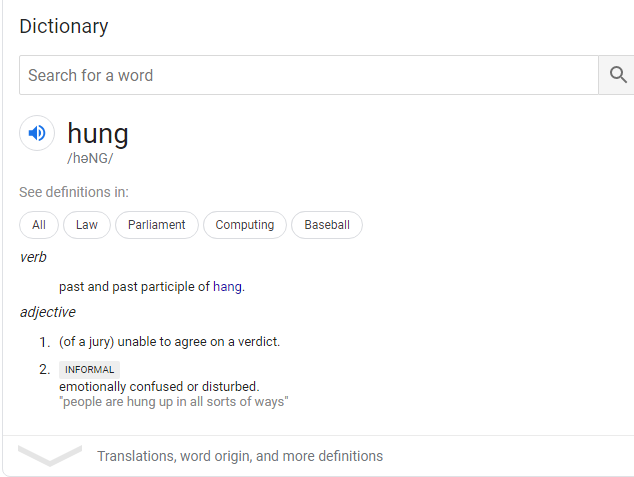 Dictionary
Search for a word
hung
/həNG/
See definitions in:
All Law Parliament Computing Baseball
verb
past and past participle of hang.
adjective
1. (of a jury) unable to agree on a verdict.
2. INFORMAL
emotionally confused or disturbed.
"people are hung up in all sorts of ways"
Translations, word origin, and more definitions